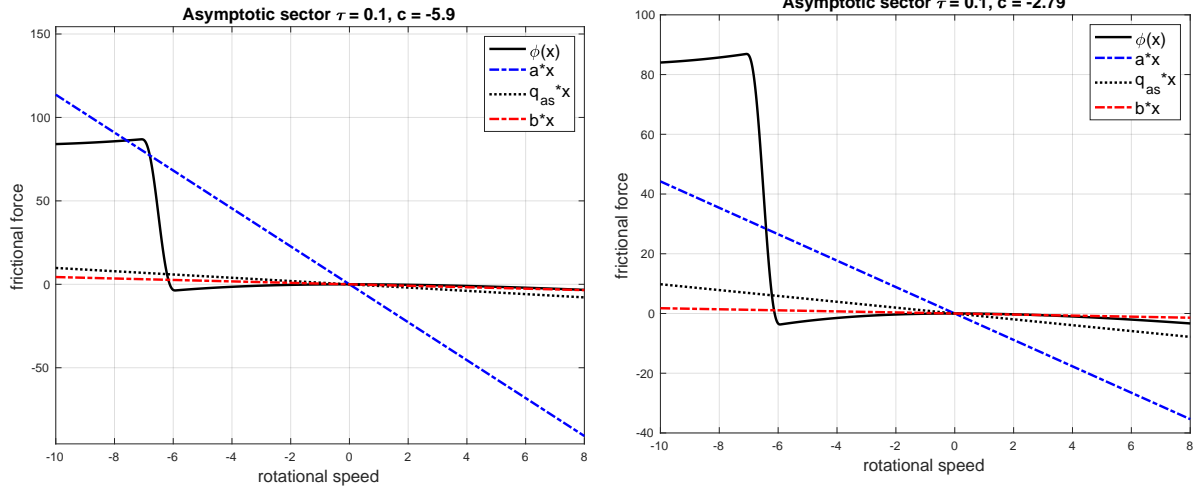 Asymptotic sector τ = 0.1, c = -5.9
150
100
50
0
-50
-10 -8 -6 -4 -2 0 2 4 6 8
frictional force
rotational speed
ϕ(x)
a*x
q_as*x
b*x
Asymptotic sector τ = 0.1, c = -2.79
100
80
60
40
20
0
-20
-40
-10 -8 -6 -4 -2 0 2 4 6 8
frictional force
rotational speed
ϕ(x)
a*x
q_as*x
b*x